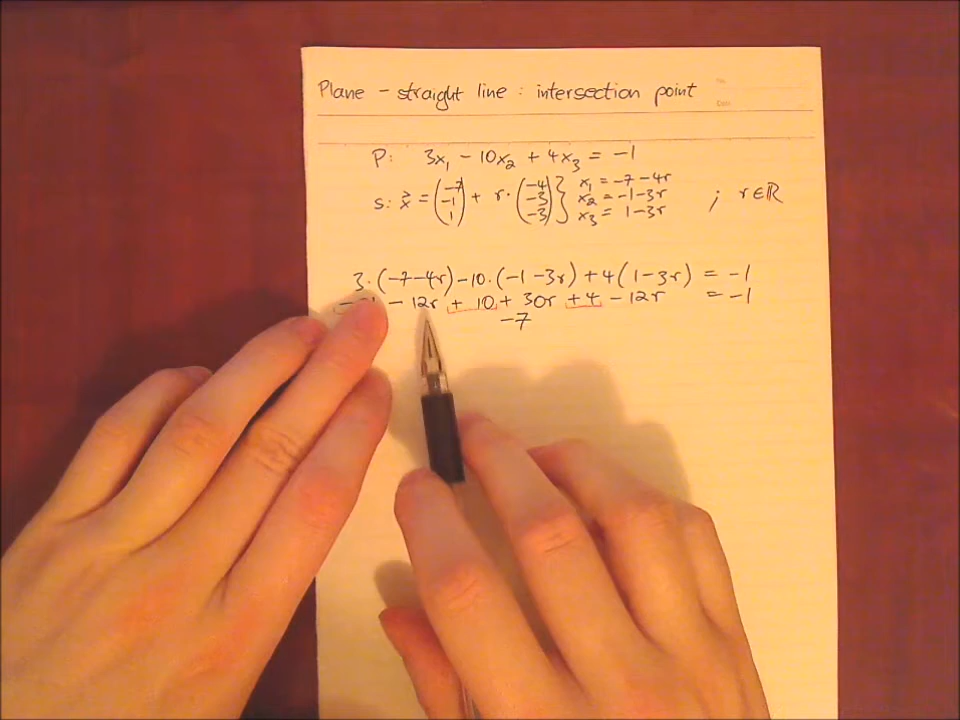 Plane - straight line : intersection point
P: 3x₁ - 10x₂ + 4x₃ = -1
s: x⃗ = (-7 -1 1) + r · (-4 -3 -3) } x₁ = -7-4r x₂ = -1-3r x₃ = 1-3r ; r∈ℝ
3·(-7-4r)-10·(-1-3r)+4(1-3r) = -1
- 12r + 10 + 30r + 4 - 12r = -1
-7